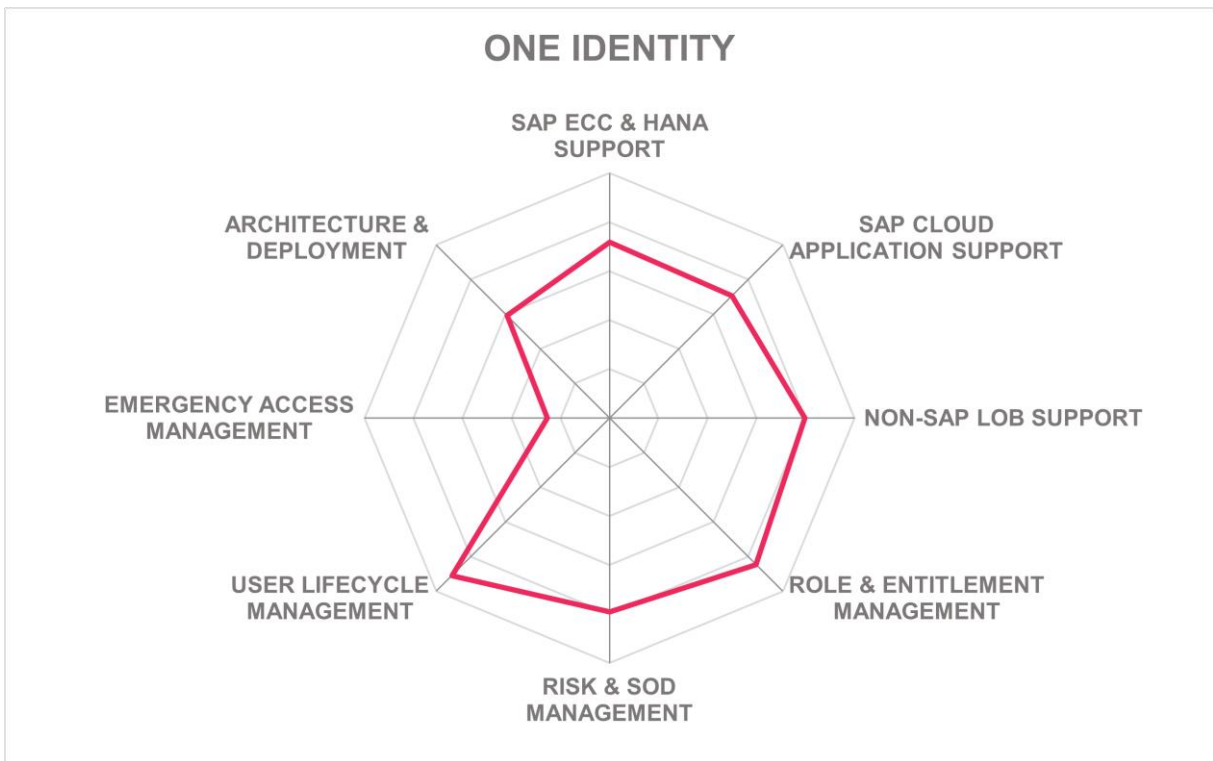 ONE IDENTITY
SAP ECC & HANA
SUPPORT
SAP CLOUD
APPLICATION SUPPORT
NON-SAP LOB SUPPORT
ROLE & ENTITLEMENT
MANAGEMENT
RISK & SOD
MANAGEMENT
USER LIFECYCLE
MANAGEMENT
EMERGENCY ACCESS
MANAGEMENT
ARCHITECTURE &
DEPLOYMENT